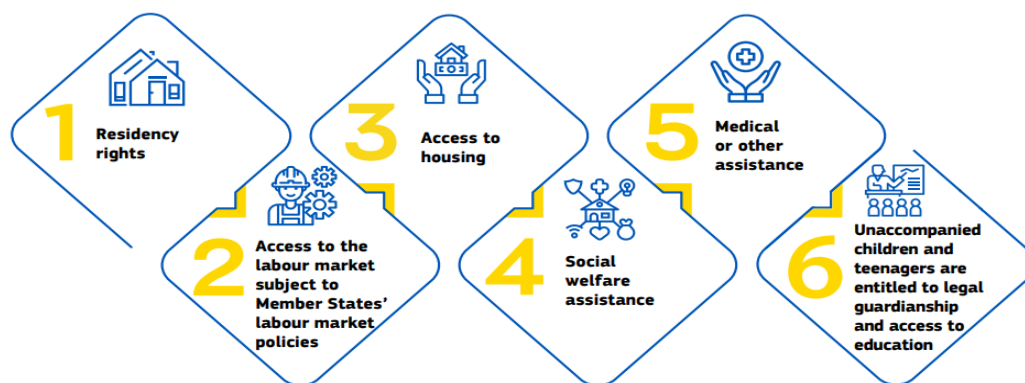 1
Residency
rights
2
Access to the
labour market
subject to
Member States’
labour market
policies
3
Access to
housing
4
Social
welfare
assistance
5
Medical
or other
assistance
6
Unaccompanied
children and
teenagers are
entitled to legal
guardianship
and access to
education